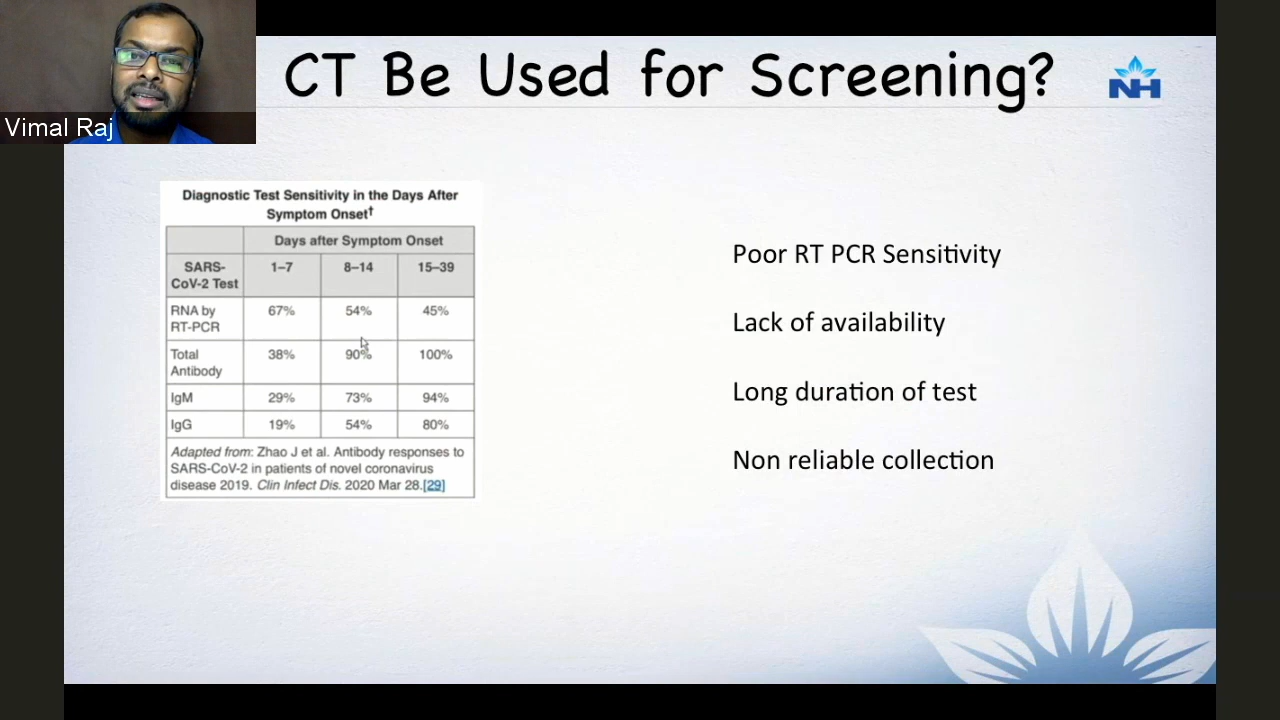 CT Be Used for Screening?
NH
Vimal Raj
Diagnostic Test Sensitivity in the Days After
Symptom Onset†
Days after Symptom Onset
SARS-
CoV-2 Test
1–7
8–14
15–39
RNA by
RT-PCR
67%
54%
45%
Total
Antibody
38%
90%
100%
IgM
29%
73%
94%
IgG
19%
54%
80%
Adapted from: Zhao J et al. Antibody responses to
SARS-CoV-2 in patients of novel coronavirus
disease 2019. Clin Infect Dis. 2020 Mar 28.[29]
Poor RT PCR Sensitivity
Lack of availability
Long duration of test
Non reliable collection